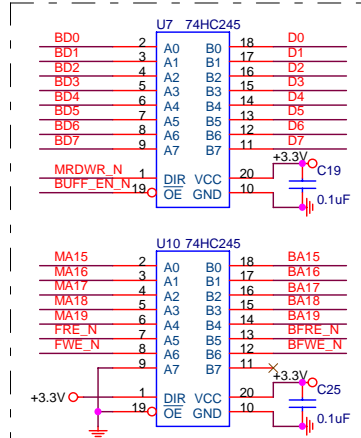 U7 74HC245
BD0 2 A0 B0 18 D0
BD1 3 A1 B1 17 D1
BD2 4 A2 B2 16 D2
BD3 5 A3 B3 15 D3
BD4 6 A4 B4 14 D4
BD5 7 A5 B5 13 D5
BD6 8 A6 B6 12 D6
BD7 9 A7 B7 11 D7
+3.3V
MRDWR_N 1 DIR VCC 20 C19
BUFF_EN_N 19 OE GND 10
0.1uF
U10 74HC245
MA15 2 A0 B0 18 BA15
MA16 3 A1 B1 17 BA16
MA17 4 A2 B2 16 BA17
MA18 5 A3 B3 15 BA18
MA19 6 A4 B4 14 BA19
FRE_N 7 A5 B5 13 BFRE_N
FWE_N 8 A6 B6 12 BFWE_N
9 A7 B7 11
+3.3V
+3.3V 1 DIR VCC 20 C25
19 OE GND 10
0.1uF